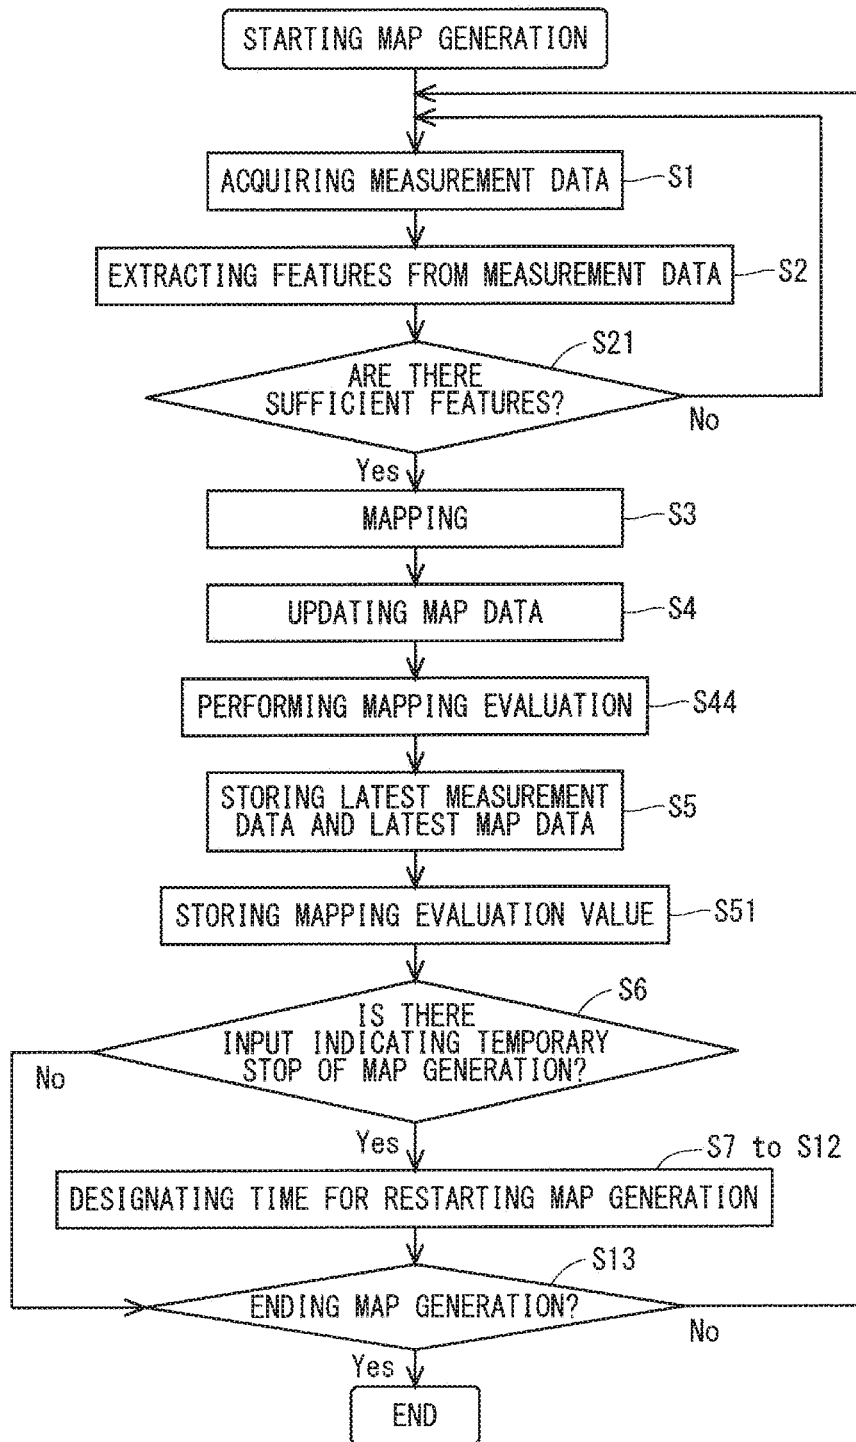 STARTING MAP GENERATION
ACQUIRING MEASUREMENT DATA
S1
EXTRACTING FEATURES FROM MEASUREMENT DATA
S2
S21
ARE THERE
SUFFICIENT FEATURES?
No
Yes
MAPPING
S3
UPDATING MAP DATA
S4
PERFORMING MAPPING EVALUATION
S44
STORING LATEST MEASUREMENT
DATA AND LATEST MAP DATA
S5
STORING MAPPING EVALUATION VALUE
S51
S6
IS THERE
INPUT INDICATING TEMPORARY
STOP OF MAP GENERATION?
No
Yes
S7 to S12
DESIGNATING TIME FOR RESTARTING MAP GENERATION
S13
ENDING MAP GENERATION?
No
Yes
END